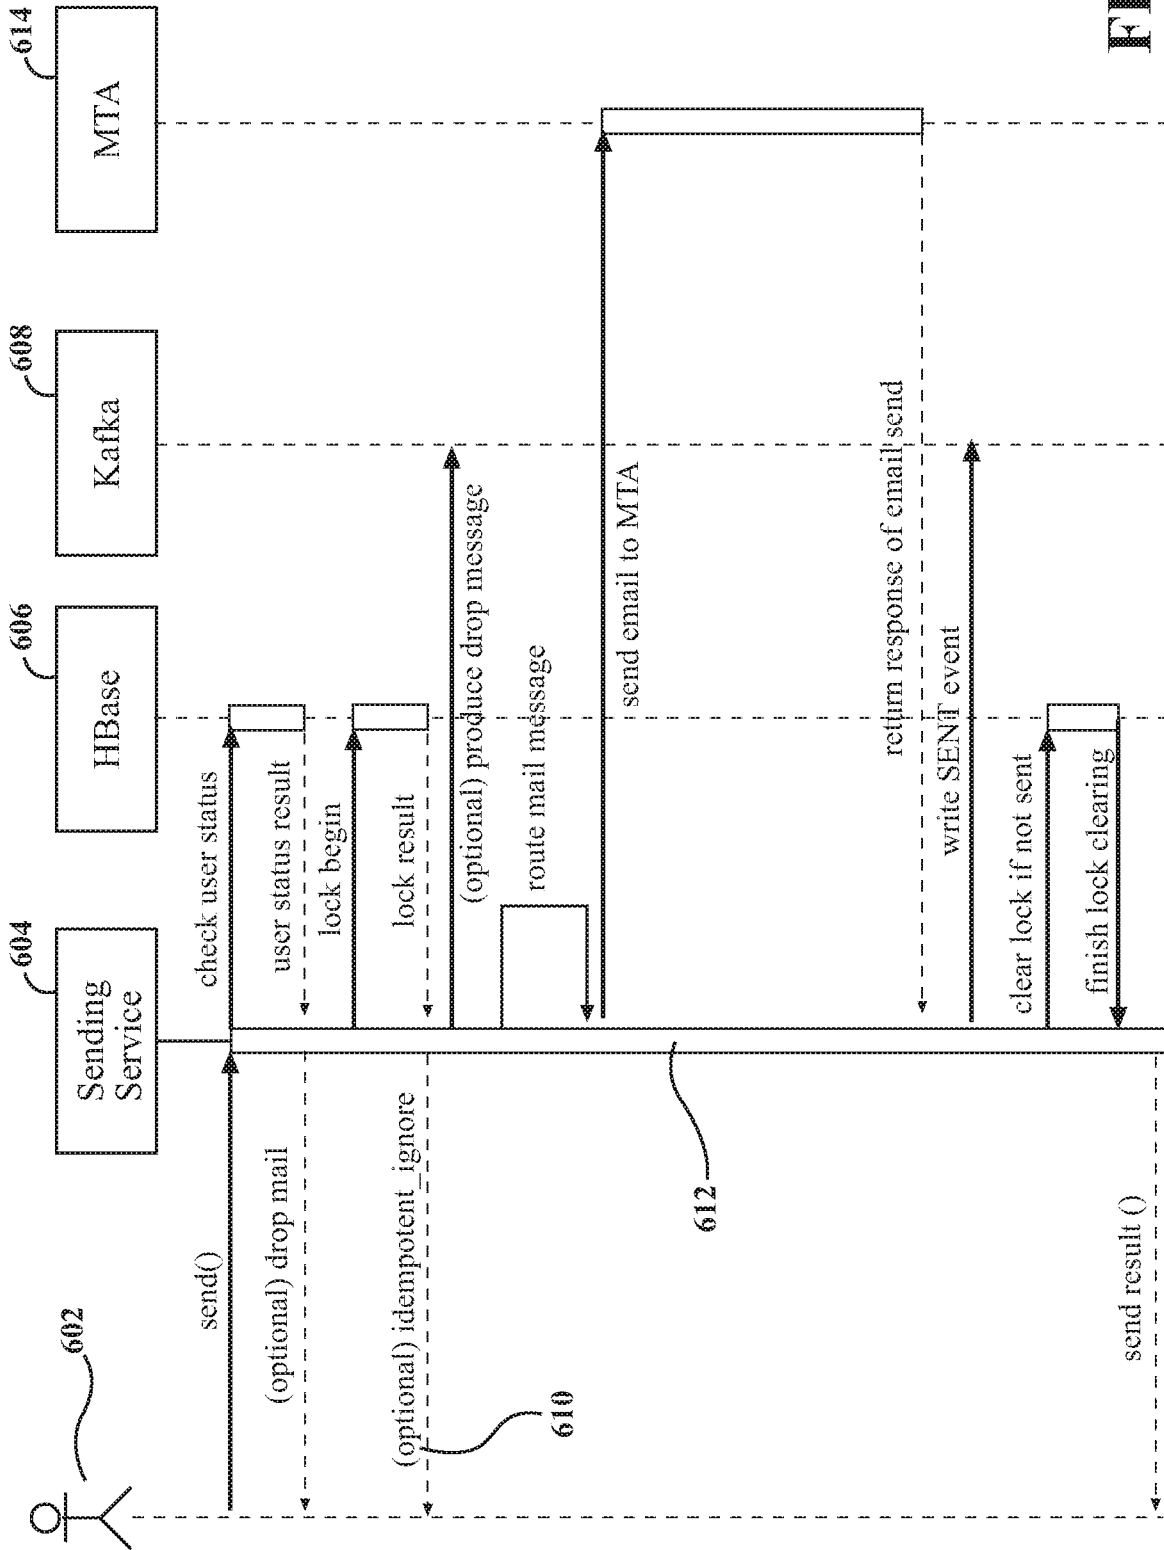 602
604
606
608
614
Sending
Service
HBase
Kafka
MTA
send()
check user status
(optional) drop mail
user status result
lock begin
(optional) idempotent_ignore
lock result
610
(optional) produce drop message
route mail message
send email to MTA
612
return response of email send
write SENT event
clear lock if not sent
finish lock clearing
send result ()